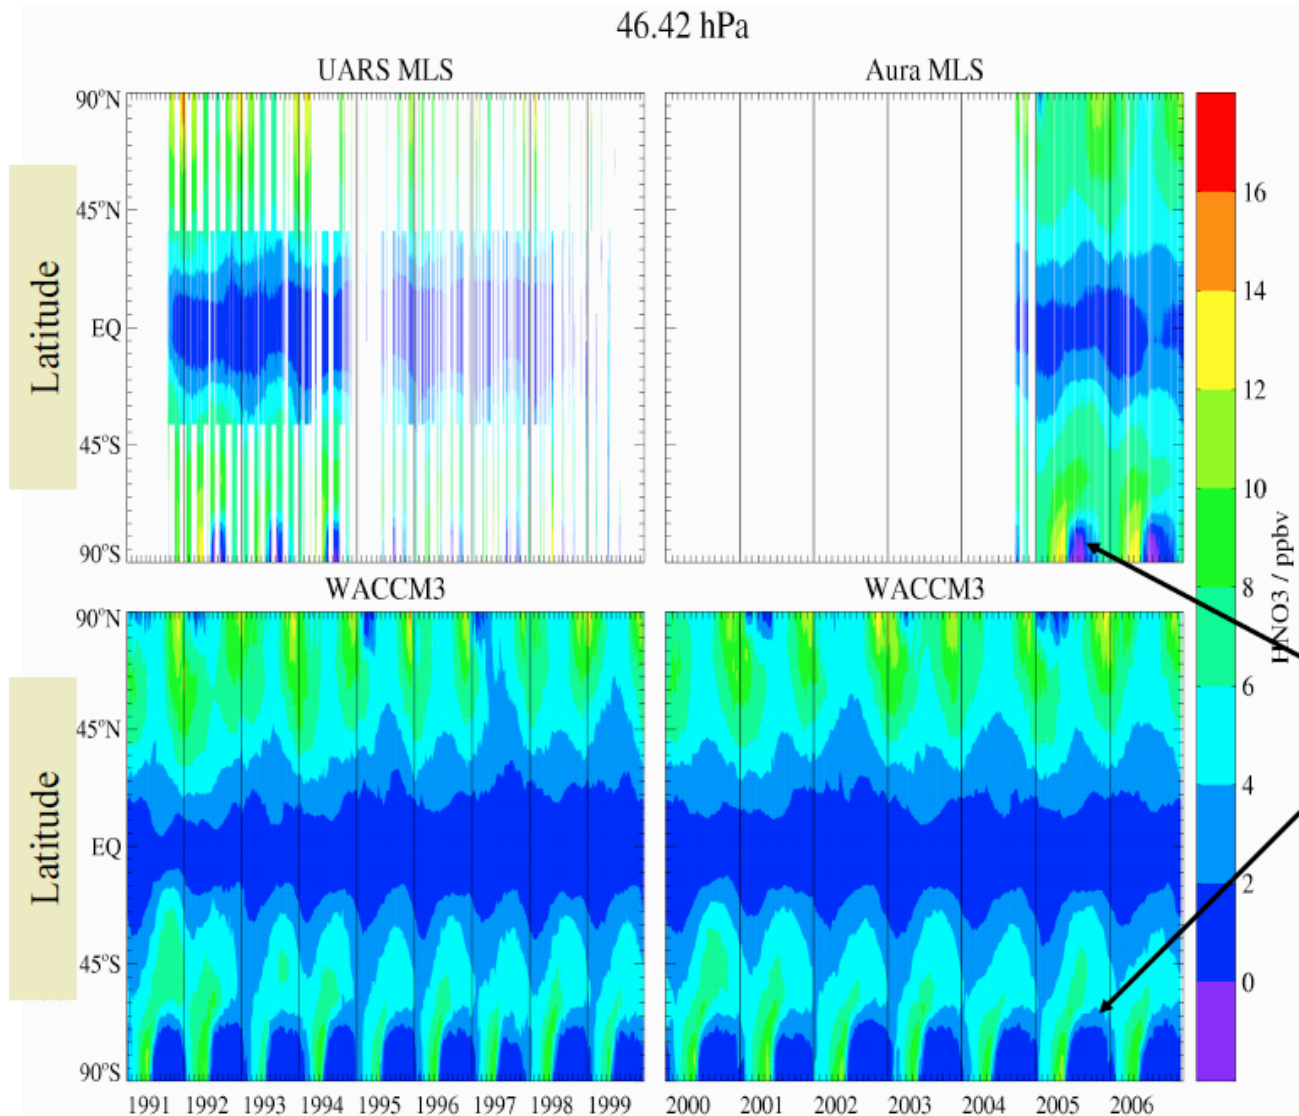 46.42 hPa
UARS MLS
Aura MLS
90°N
45°N
EQ
45°S
90°S
Latitude
16
14
12
10
8
6
4
2
0
HNO3 / ppbv
WACCM3
WACCM3
90°N
45°N
EQ
45°S
90°S
Latitude
1991 1992 1993 1994 1995 1996 1997 1998 1999
2000 2001 2002 2003 2004 2005 2006